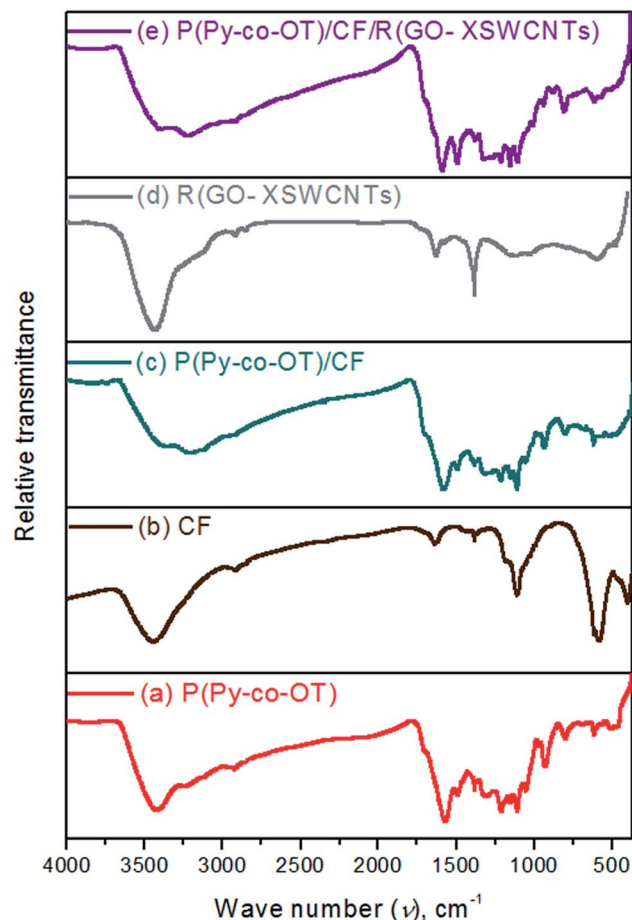 (e) P(Py-co-OT)/CF/R(GO- XSWCNTs)
(d) R(GO- XSWCNTs)
(c) P(Py-co-OT)/CF
(b) CF
(a) P(Py-co-OT)
Relative transmittance
4000 3500 3000 2500 2000 1500 1000 500
Wave number (ν), cm⁻¹